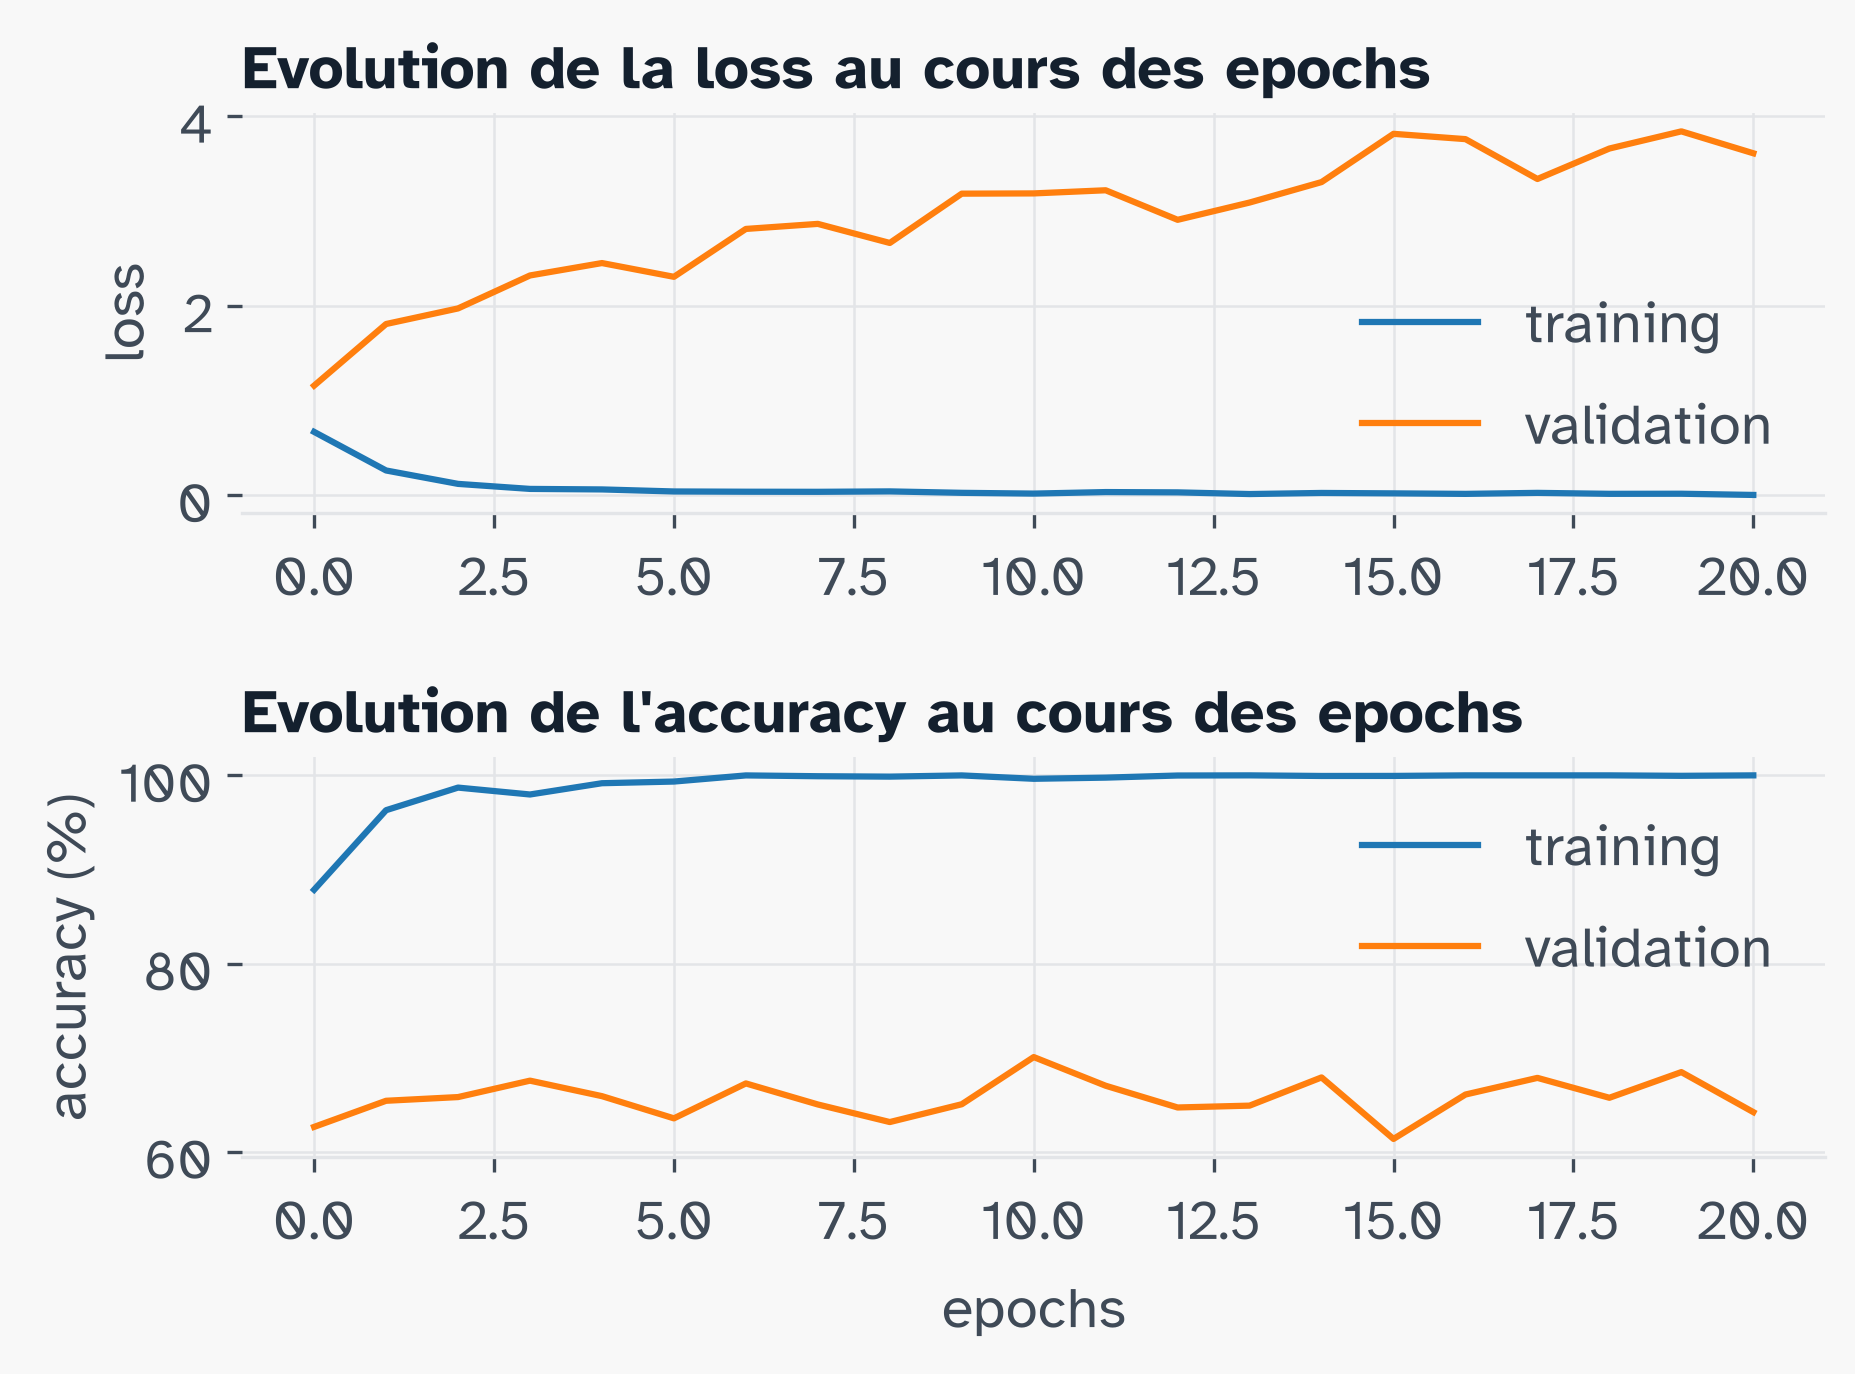 Evolution de la loss au cours des epochs
loss
4
2
0
training
validation
0.0 2.5 5.0 7.5 10.0 12.5 15.0 17.5 20.0
Evolution de l'accuracy au cours des epochs
accuracy (%)
100
80
60
training
validation
0.0 2.5 5.0 7.5 10.0 12.5 15.0 17.5 20.0
epochs